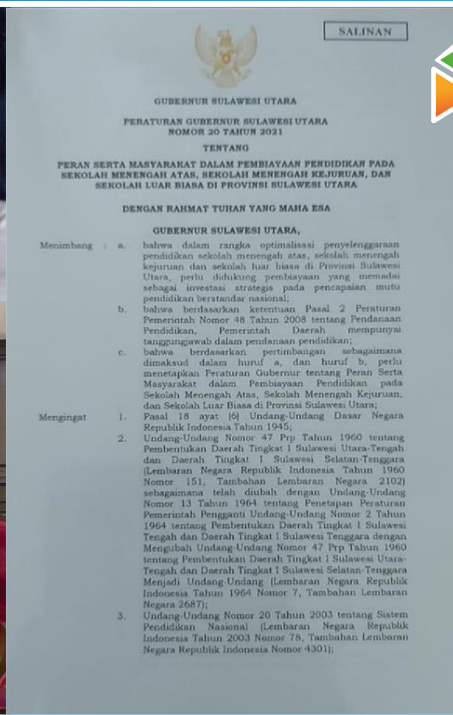 SALINAN
GUBERNUR SULAWESI UTARA
PERATURAN GUBERNUR SULAWESI UTARA
NOMOR 20 TAHUN 2021
TENTANG
PERAN SERTA MASYARAKAT DALAM PEMBIAYAAN PENDIDIKAN PADA
SEKOLAH MENENGAH ATAS, SEKOLAH MENENGAH KEJURUAN, DAN
SEKOLAH LUAR BIASA DI PROVINSI SULAWESI UTARA
DENGAN RAHMAT TUHAN YANG MAHA ESA
GUBERNUR SULAWESI UTARA,
Menimbang : a. bahwa dalam rangka optimalisasi penyelenggaraan
pendidikan sekolah menengah atas, sekolah menengah
kejuruan dan sekolah luar biasa di Provinsi Sulawesi
Utara, perlu didukung pembiayaan yang memadai
sebagai investasi strategis pada pencapaian mutu
pendidikan berstandar nasional;
b. bahwa berdasarkan ketentuan Pasal 2 Peraturan
Pemerintah Nomor 48 Tahun 2008 tentang Pendanaan
Pendidikan, Pemerintah Daerah mempunyai
tanggungjawab dalam pendanaan pendidikan;
c. bahwa berdasarkan pertimbangan sebagaimana
dimaksud dalam huruf a, dan huruf b, perlu
menetapkan Peraturan Gubernur tentang Peran Serta
Masyarakat dalam Pembiayaan Pendidikan pada
Sekolah Menengah Atas, Sekolah Menengah Kejuruan,
dan Sekolah Luar Biasa di Provinsi Sulawesi Utara;
Mengingat 1. Pasal 18 ayat (6) Undang-Undang Dasar Negara
Republik Indonesia Tahun 1945;
2. Undang-Undang Nomor 47 Prp Tahun 1960 tentang
Pembentukan Daerah Tingkat I Sulawesi Utara-Tengah
dan Daerah Tingkat I Sulawesi Selatan-Tenggara
(Lembaran Negara Republik Indonesia Tahun 1960
Nomor 151, Tambahan Lembaran Negara 2102)
sebagaimana telah diubah dengan Undang-Undang
Nomor 13 Tahun 1964 tentang Penetapan Peraturan
Pemerintah Pengganti Undang-Undang Nomor 2 Tahun
1964 tentang Pembentukan Daerah Tingkat I Sulawesi
Tengah dan Daerah Tingkat I Sulawesi Tenggara dengan
Mengubah Undang-Undang Nomor 47 Prp Tahun 1960
tentang Pembentukan Daerah Tingkat I Sulawesi Utara-
Tengah dan Daerah Tingkat I Sulawesi Selatan-Tenggara
Menjadi Undang-Undang (Lembaran Negara Republik
Indonesia Tahun 1964 Nomor 7, Tambahan Lembaran
Negara 2687);
3. Undang-Undang Nomor 20 Tahun 2003 tentang Sistem
Pendidikan Nasional (Lembaran Negara Republik
Indonesia Tahun 2003 Nomor 78, Tambahan Lembaran
Negara Republik Indonesia Nomor 4301);